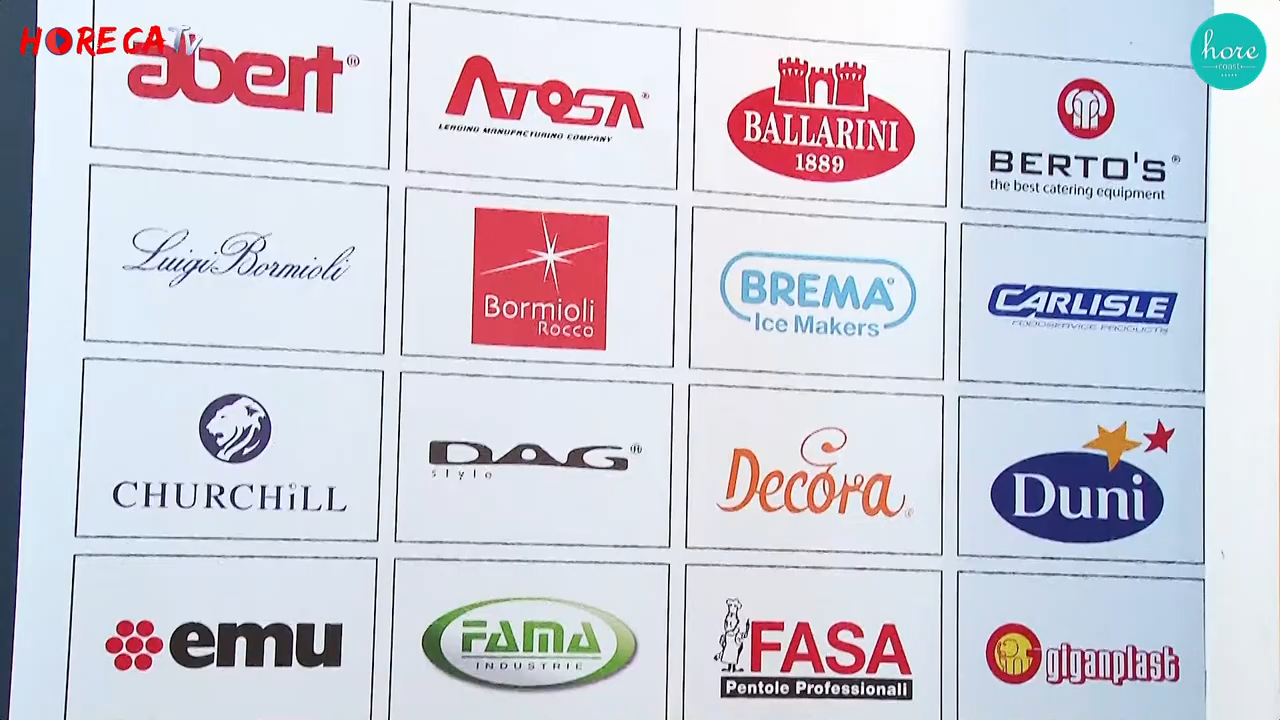 HORECA TV
hore
coast
abert®
ATOSA®
LEADING MANUFACTURING COMPANY
BALLARINI
1889
BERTO'S®
the best catering equipment
Luigi Bormioli
Bormioli
Rocco
BREMA®
Ice Makers
CARLISLE
FOODSERVICE PRODUCTS
CHURCHiLL
DAG®
style
Decora®
Duni
emu
FAMA
INDUSTRIE
FASA
Pentole Professionali
giganplast